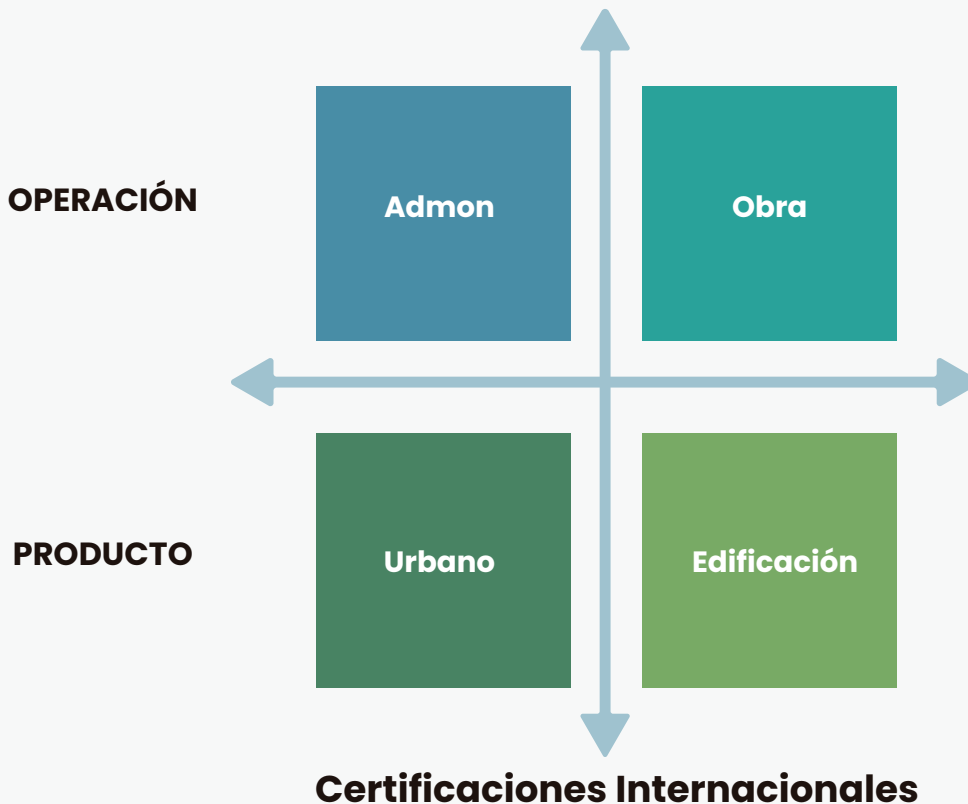 OPERACIÓN
Admon
Obra
PRODUCTO
Urbano
Edificación
Certificaciones Internacionales